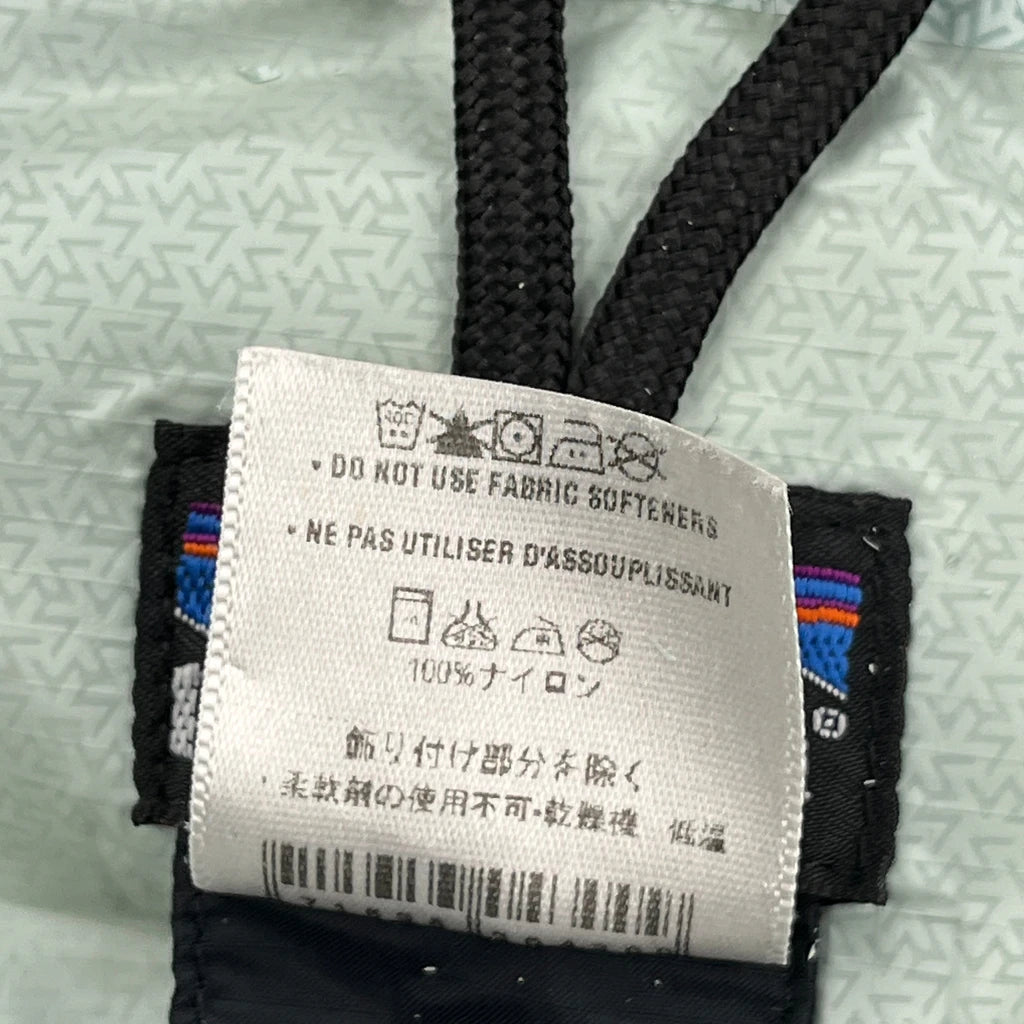 40C
• DO NOT USE FABRIC SOFTENERS
• NE PAS UTILISER D'ASSOUPLISSANT
100%ナイロン
飾り付け部分を除く
・柔軟剤の使用不可・乾燥機 低温